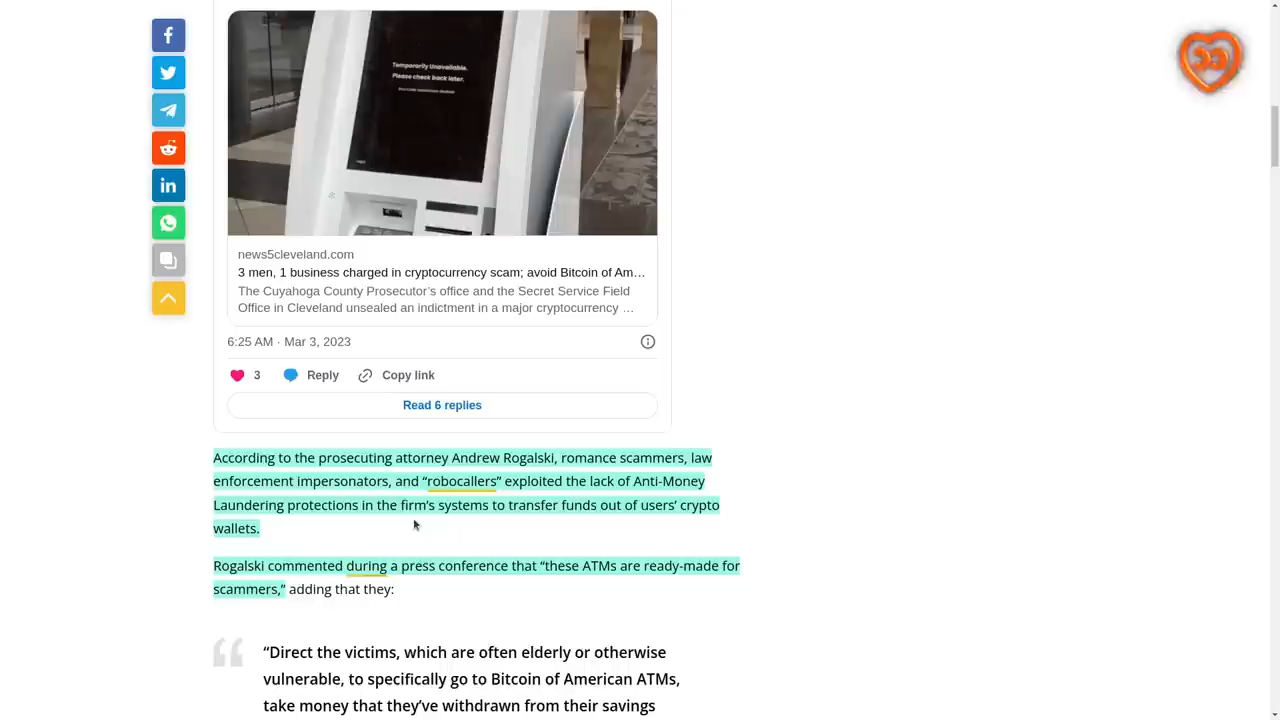 Temporarily Unavailable.
Please check back later.
news5cleveland.com
3 men, 1 business charged in cryptocurrency scam; avoid Bitcoin of Am…
The Cuyahoga County Prosecutor's office and the Secret Service Field
Office in Cleveland unsealed an indictment in a major cryptocurrency …
6:25 AM · Mar 3, 2023
3 Reply Copy link
Read 6 replies
According to the prosecuting attorney Andrew Rogalski, romance scammers, law
enforcement impersonators, and “robocallers” exploited the lack of Anti-Money
Laundering protections in the firm's systems to transfer funds out of users’ crypto
wallets.
Rogalski commented during a press conference that “these ATMs are ready-made for
scammers,” adding that they:
“Direct the victims, which are often elderly or otherwise
vulnerable, to specifically go to Bitcoin of American ATMs,
take money that they’ve withdrawn from their savings